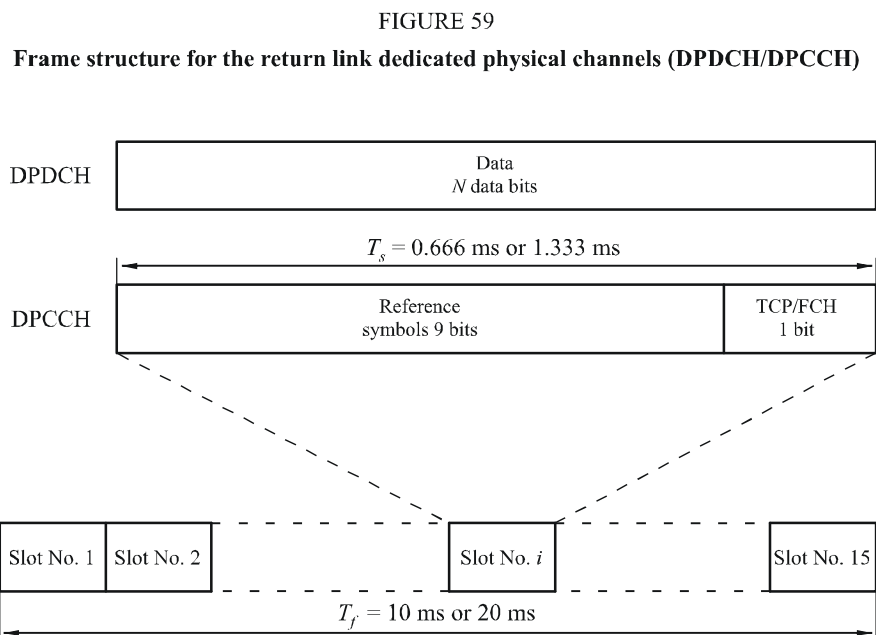 FIGURE 59
Frame structure for the return link dedicated physical channels (DPDCH/DPCCH)
DPDCH
Data
N data bits
Ts = 0.666 ms or 1.333 ms
DPCCH
Reference
symbols 9 bits
TCP/FCH
1 bit
Slot No. 1
Slot No. 2
Slot No. i
Slot No. 15
Tf = 10 ms or 20 ms